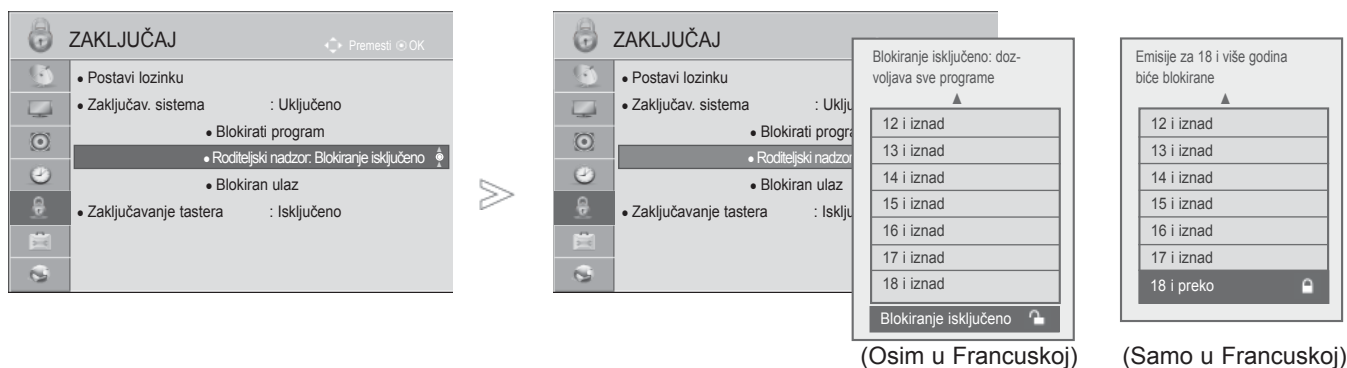 ZAKLJUČAJ
Premesti OK
• Postavi lozinku
• Zaključav. sistema : Uključeno
• Blokirati program
• Roditeljski nadzor: Blokiranje isključeno
• Blokiran ulaz
• Zaključavanje tastera : Isključeno
ZAKLJUČAJ
• Postavi lozinku
• Zaključav. sistema : Uklju
• Blokirati progra
• Roditeljski nadzor
• Blokiran ulaz
• Zaključavanje tastera : Isklju
Blokiranje isključeno: doz-
voljava sve programe
12 i iznad
13 i iznad
14 i iznad
15 i iznad
16 i iznad
17 i iznad
18 i iznad
Blokiranje isključeno
(Osim u Francuskoj)
Emisije za 18 i više godina
biće blokirane
12 i iznad
13 i iznad
14 i iznad
15 i iznad
16 i iznad
17 i iznad
18 i preko
(Samo u Francuskoj)